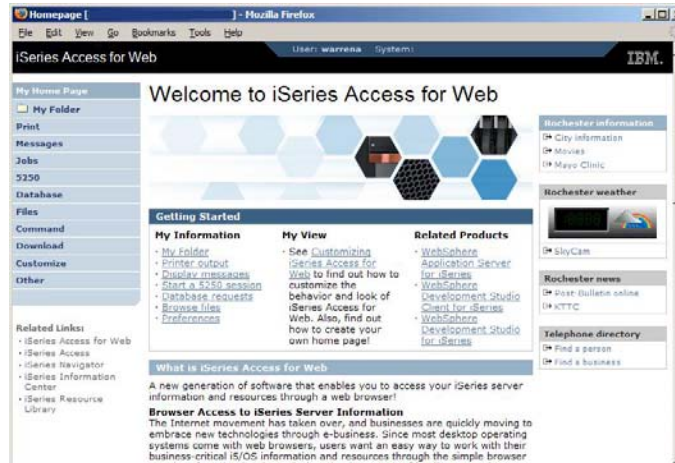 Homepage [ ] - Mozilla Firefox
File Edit View Go Bookmarks Tools Help
iSeries Access for Web
User: warrena System:
IBM.
My Home Page
My Folder
Print
Messages
Jobs
5250
Database
Files
Command
Download
Customize
Other
Related Links:
· iSeries Access for Web
· iSeries Access
· iSeries Navigator
· iSeries Information
Center
· iSeries Resource
Library
Welcome to iSeries Access for Web
Getting Started
My Information
· My Folder
· Printer output
· Display messages
· Start a 5250 session
· Database requests
· Browse files
· Preferences
My View
· See Customizing
iSeries Access for
Web to find out how to
customize the
behavior and look of
iSeries Access for
Web. Also, find out
how to create your
own home page!
Related Products
· WebSphere
Application Server
for iSeries
· WebSphere
Development Studio
Client for iSeries
· WebSphere
Development Studio
for iSeries
What is iSeries Access for Web
A new generation of software that enables you to access your iSeries server
information and resources through a web browser!
Browser Access to iSeries Server Information
The Internet movement has taken over, and businesses are quickly moving to
embrace new technologies through e-business. Since most desktop operating
systems come with web browsers, users want an easy way to work with their
business-critical i5/OS information and resources through the simple browser
Rochester information
City information
Movies
Mayo Clinic
Rochester weather
SkyCam
Rochester news
Post-Bulletin online
KTTC
Telephone directory
Find a person
Find a business